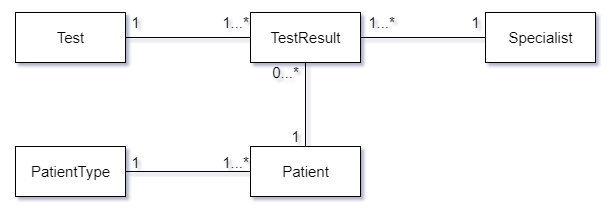 1 1...* 1...* 1
Test TestResult Specialist
0...*
1
1 1...*
PatientType Patient